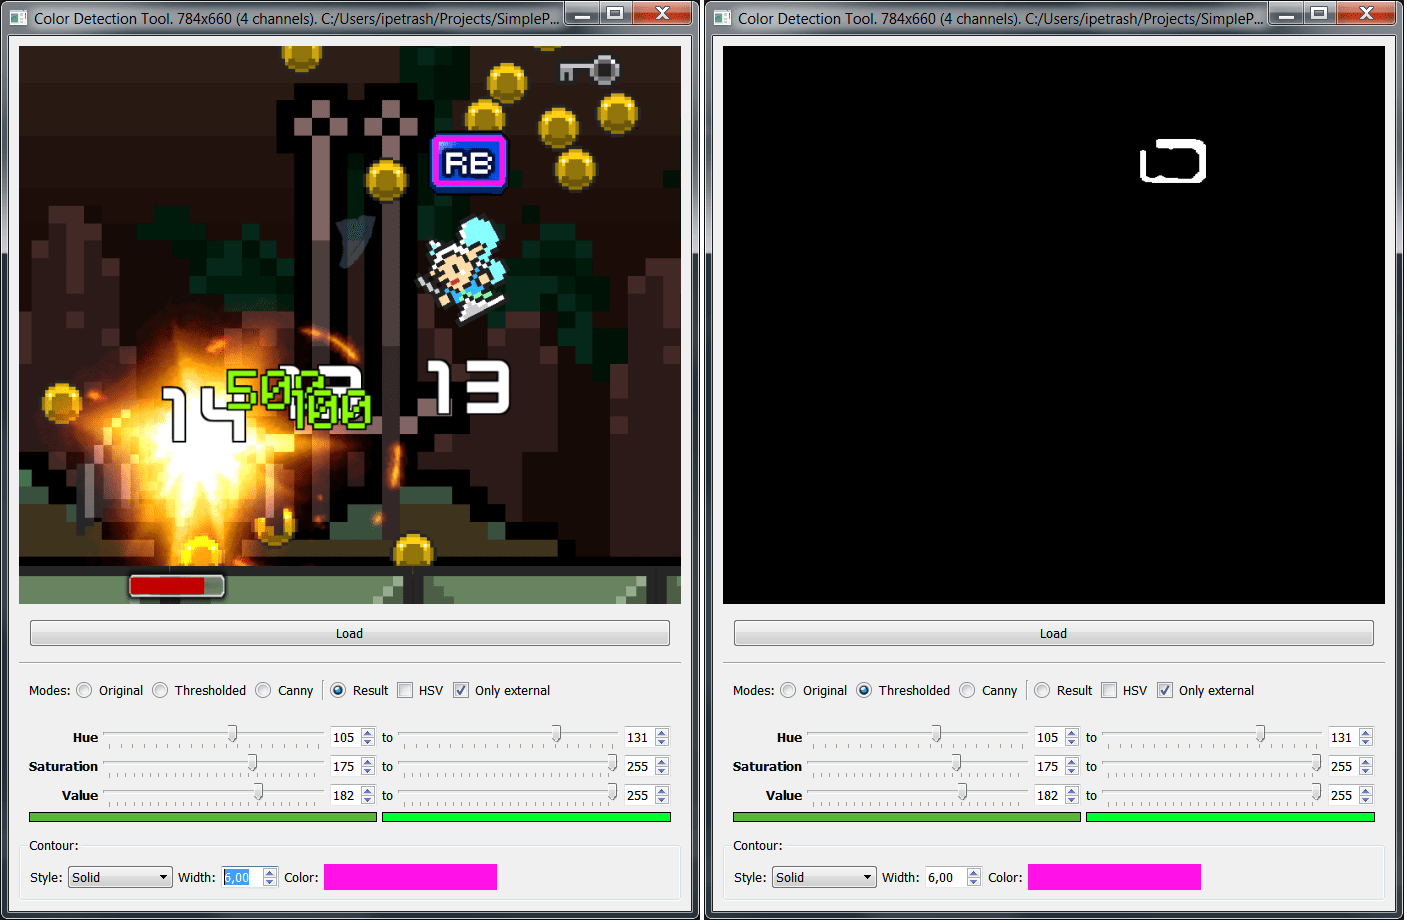 Color Detection Tool. 784x660 (4 channels). C:/Users/ipetrash/Projects/SimpleP...
RB
14
500
100
13
Load
Modes: Original Thresholded Canny Result HSV Only external
Hue 105 to 131
Saturation 175 to 255
Value 182 to 255
Contour:
Style: Solid Width: 6,00 Color:
Color Detection Tool. 784x660 (4 channels). C:/Users/ipetrash/Projects/SimpleP...
Load
Modes: Original Thresholded Canny Result HSV Only external
Hue 105 to 131
Saturation 175 to 255
Value 182 to 255
Contour:
Style: Solid Width: 6,00 Color: